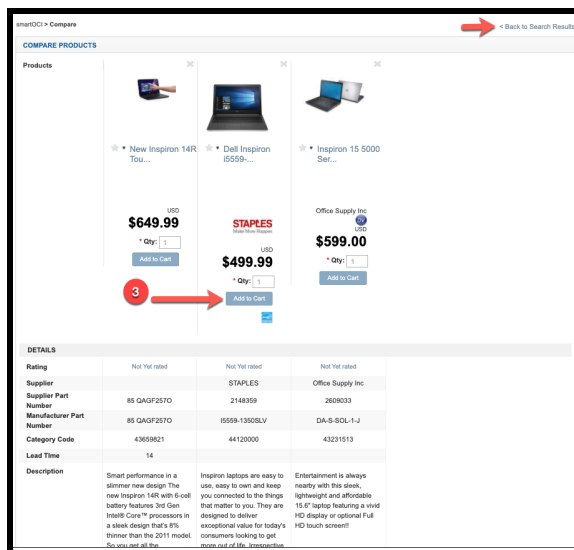 smartOCI > Compare
< Back to Search Results
COMPARE PRODUCTS
Products
* New Inspiron 14R
Tou...
* Dell Inspiron
i5559-...
* Inspiron 15 5000
Ser...
USD
$649.99
* Qty: 1
Add to Cart
STAPLES
Make More Happen
USD
$499.99
* Qty: 1
Add to Cart
Office Supply Inc
USD
$599.00
* Qty: 1
Add to Cart
3
DETAILS
Rating Not Yet rated Not Yet rated Not Yet rated
Supplier STAPLES Office Supply Inc
Supplier Part
Number 85 QAGF257O 2148359 2609033
Manufacturer Part
Number 85 QAGF257O I5559-1350SLV DA-S-SOL-1-J
Category Code 43659821 44120000 43231513
Lead TIme 14
Description
Smart performance in a
slimmer new design The
new Inspiron 14R with 6-cell
battery features 3rd Gen
Intel® Core™ processors in
a sleek design that's 8%
thinner than the 2011 model.
So you get all the
Inspiron laptops are easy to
use, easy to own and keep
you connected to the things
that matter to you. They are
designed to deliver
exceptional value for today's
consumers looking to get
more out of life. Irrespective
Entertainment is always
nearby with this sleek,
lightweight and affordable
15.6" laptop featuring a vivid
HD display or optional Full
HD touch screen!!